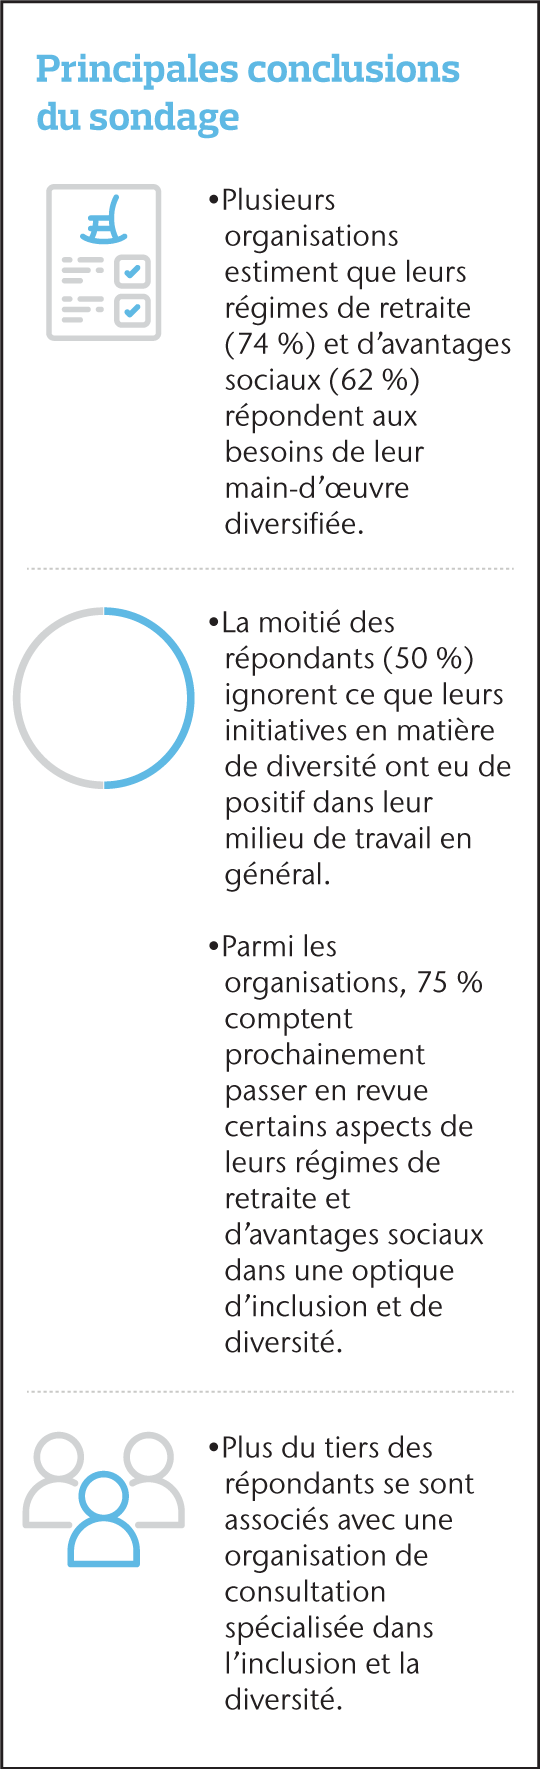 Principales conclusions
du sondage
•Plusieurs
organisations
estiment que leurs
régimes de retraite
(74 %) et d’avantages
sociaux (62 %)
répondent aux
besoins de leur
main-d’œuvre
diversifiée.
•La moitié des
répondants (50 %)
ignorent ce que leurs
initiatives en matière
de diversité ont eu de
positif dans leur
milieu de travail en
général.
•Parmi les
organisations, 75 %
comptent
prochainement
passer en revue
certains aspects de
leurs régimes de
retraite et
d’avantages sociaux
dans une optique
d’inclusion et de
diversité.
•Plus du tiers des
répondants se sont
associés avec une
organisation de
consultation
spécialisée dans
l’inclusion et la
diversité.